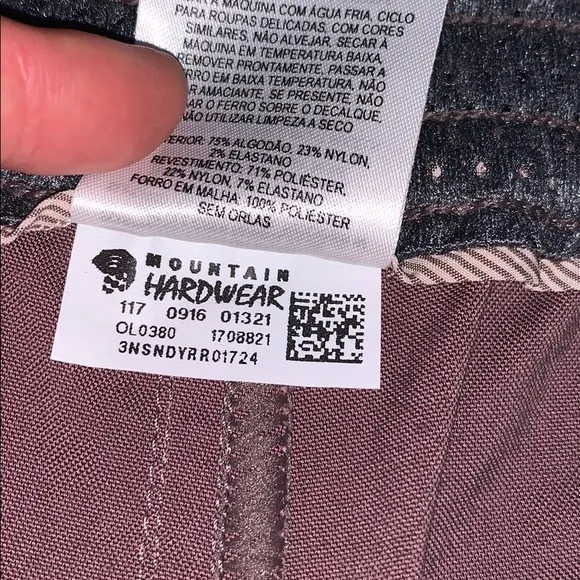 MÁQUINA COM ÁGUA FRIA, CICLO
PARA ROUPAS DELICADAS, COM CORES
SIMILARES, NÃO ALVEJAR, SECAR À
MÁQUINA EM TEMPERATURA BAIXA,
REMOVER PRONTAMENTE, PASSAR A
FERRO EM BAIXA TEMPERATURA,
AMACIANTE, SE PRESENTE, NÃO
O FERRO SOBRE O DECALQUE,
NÃO UTILIZAR LIMPEZA A SECO
75% ALGODÃO, 23% NYLON,
2% ELASTANO
REVESTIMENTO: 71% POLIÉSTER,
22% NYLON, 7% ELASTANO
FORRO EM MALHA: 100% POLIÉSTER
SEM ORLAS
MOUNTAIN
HARDWEAR
117 0916 01321
OL0380 1708821
3NSNDYRR01724